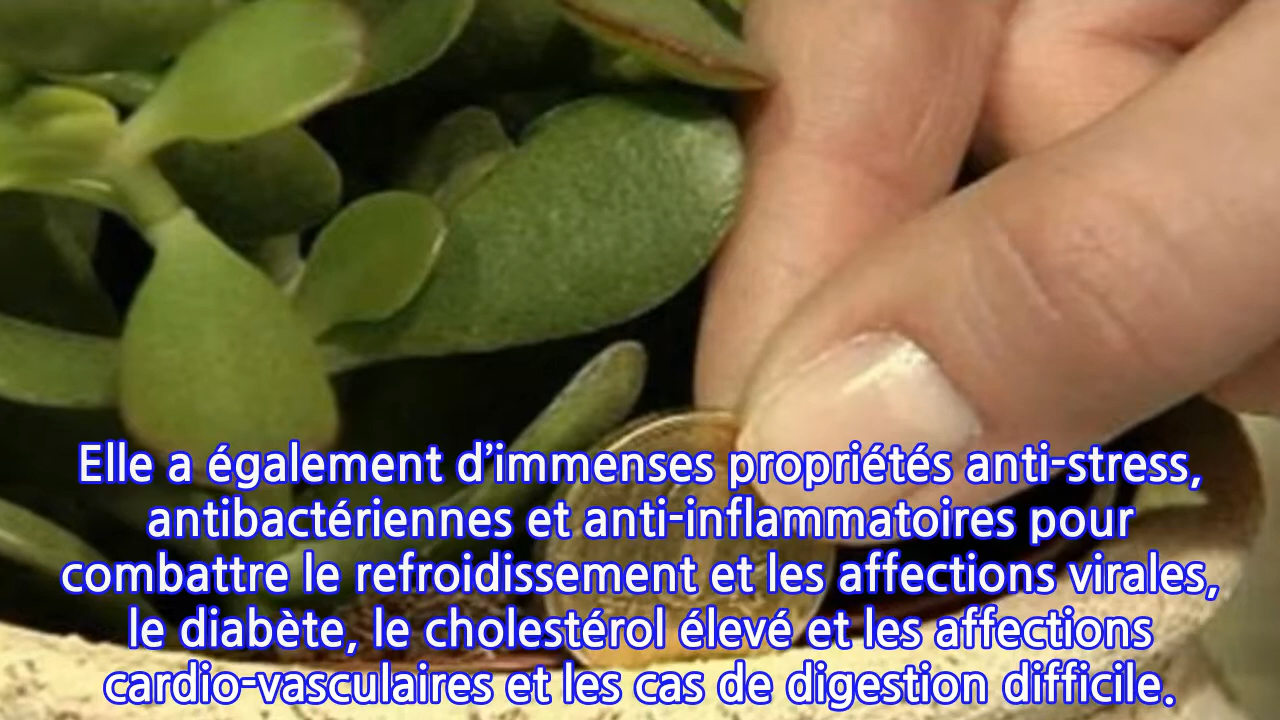 Elle a également d’immenses propriétés anti-stress,
antibactériennes et anti-inflammatoires pour
combattre le refroidissement et les affections virales,
le diabète, le cholestérol élevé et les affections
cardio-vasculaires et les cas de digestion difficile.